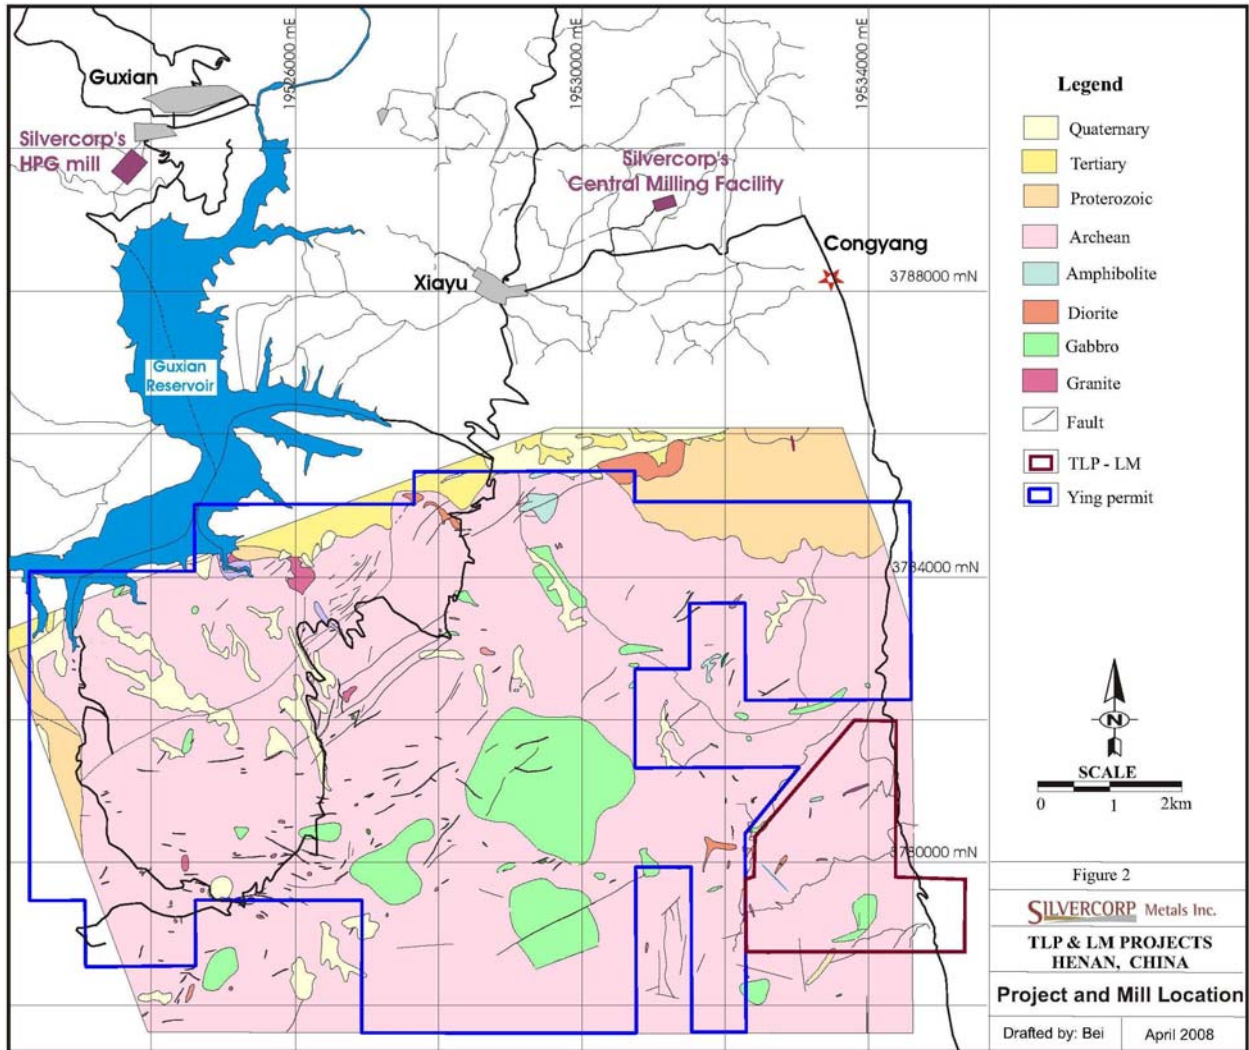 19526000 mE
19530000 mE
19534000 mE
Guxian
Silvercorp's
HPG mill
Silvercorp's
Central Milling Facility
Congyang
3788000 mN
Xiayu
Guxian
Reservoir
3784000 mN
3780000 mN
Legend
Quaternary
Tertiary
Proterozoic
Archean
Amphibolite
Diorite
Gabbro
Granite
Fault
TLP - LM
Ying permit
N
SCALE
0 1 2km
Figure 2
SILVERCORP Metals Inc.
TLP & LM PROJECTS
HENAN, CHINA
Project and Mill Location
Drafted by: Bei April 2008